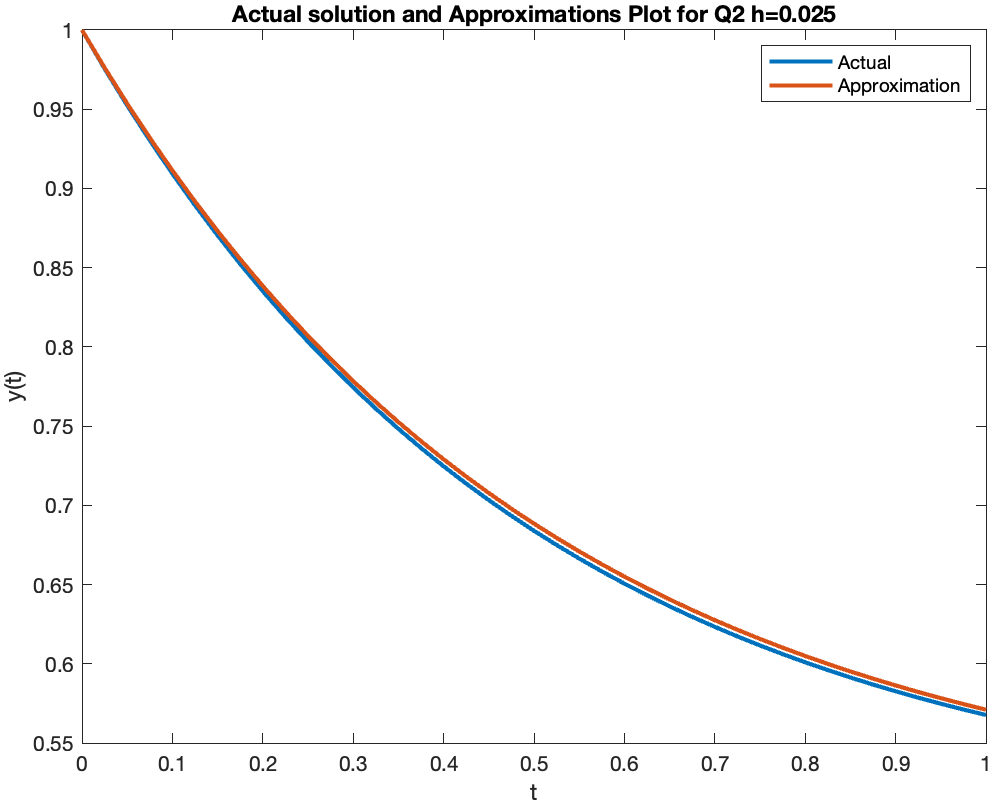 Actual solution and Approximations Plot for Q2 h=0.025
Actual
Approximation
1
0.95
0.9
0.85
0.8
0.75
0.7
0.65
0.6
0.55
y(t)
0 0.1 0.2 0.3 0.4 0.5 0.6 0.7 0.8 0.9 1
t